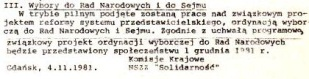 III. Wybory do Rad Narodowych i do Sejmu
W trybie pilnym podjęte zostaną prace nad związkowym pro-
jektem reformy systemu przedstawicielskiego, ordynacją wybor
czą do Rad Narodowych i Sejmu. Zgodnie z uchwałą programową,
związkowy projekt ordynacji wyborczej do Rad Narodowych
będzie przedstawiony społeczeństwu 1 grudnia 1981 r.
Komisja Krajowa
Gdańsk, 4.11.1981. NSZZ "Solidarność"